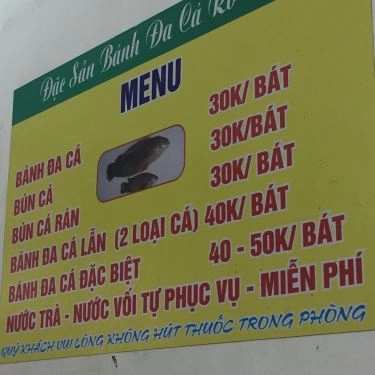 Đặc Sản Bánh Đa Cá Rô
MENU
BÁNH ĐA CÁ 30K/ BÁT
BÚN CÁ 30K/BÁT
BÚN CÁ RÁN 30K/ BÁT
BÁNH ĐA CÁ LẪN (2 LOẠI CÁ) 40K/ BÁT
BÁNH ĐA CÁ ĐẶC BIỆT 40 - 50K/ BÁT
NƯỚC TRÀ - NƯỚC VỐI TỰ PHỤC VỤ - MIỄN PHÍ
QUÝ KHÁCH VUI LÒNG KHÔNG HÚT THUỐC TRONG PHÒNG